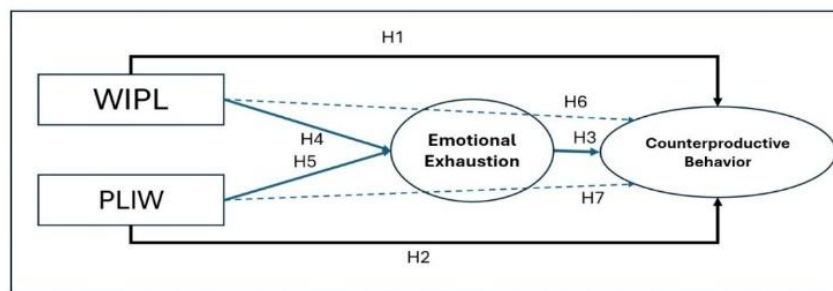 H1
WIPL
H6
H4
Emotional
Exhaustion
H3
Counterproductive
Behavior
H5
PLIW
H7
H2